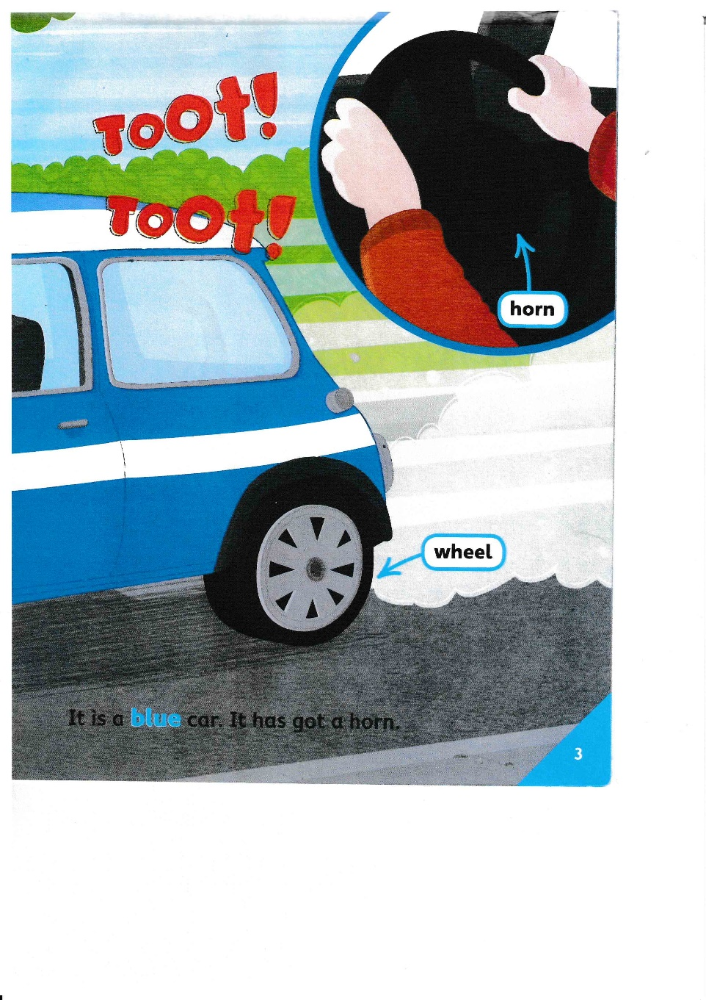 Toot!
Toot!
horn
wheel
It is a blue car. It has got a horn.
3